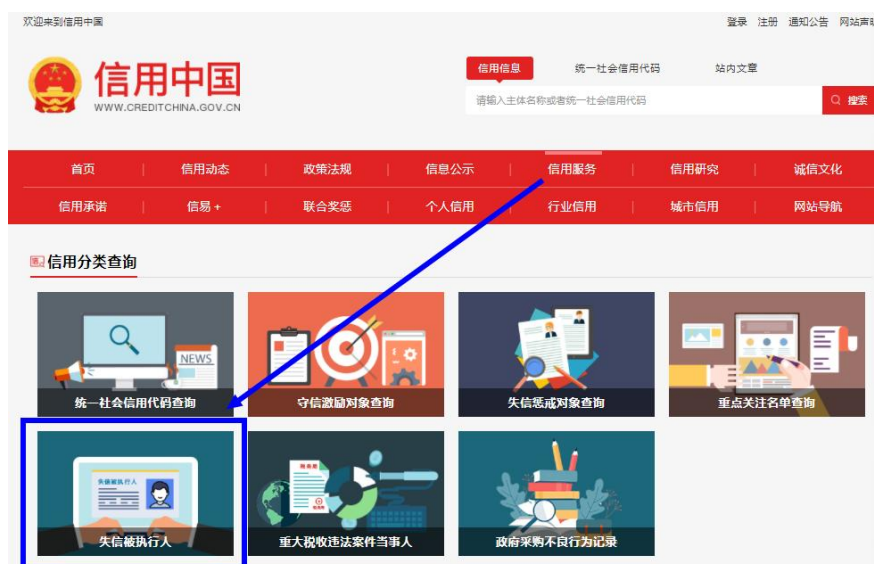 欢迎来到信用中国
登录 注册 通知公告 网站声明
信用中国
WWW.CREDITCHINA.GOV.CN
信用信息 统一社会信用代码 站内文章
请输入主体名称或者统一社会信用代码 搜索
首页 信用动态 政策法规 信息公示 信用服务 信用研究 诚信文化
信用承诺 信易+ 联合奖惩 个人信用 行业信用 城市信用 网站导航
信用分类查询
NEWS
统一社会信用代码查询 守信激励对象查询 失信惩戒对象查询 重点关注名单查询
失信被执行人
失信被执行人 重大税收违法案件当事人 政府采购不良行为记录